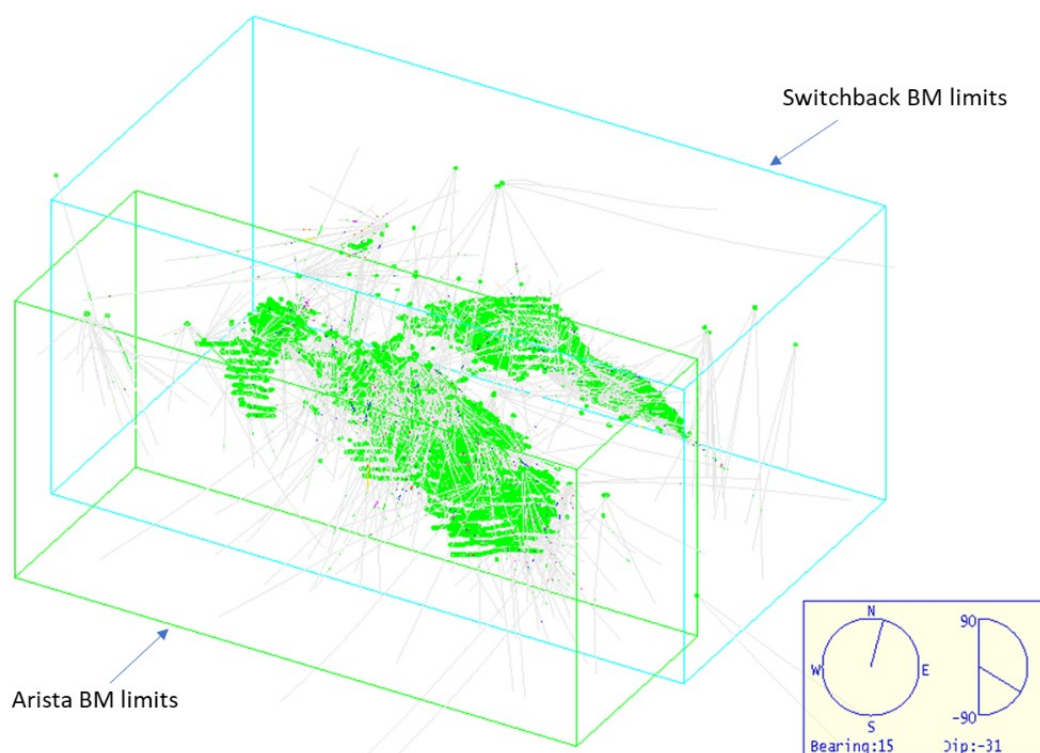 Switchback BM limits
Arista BM limits
N
W
E
S
90
-90
Bearing:15
Dip:-31